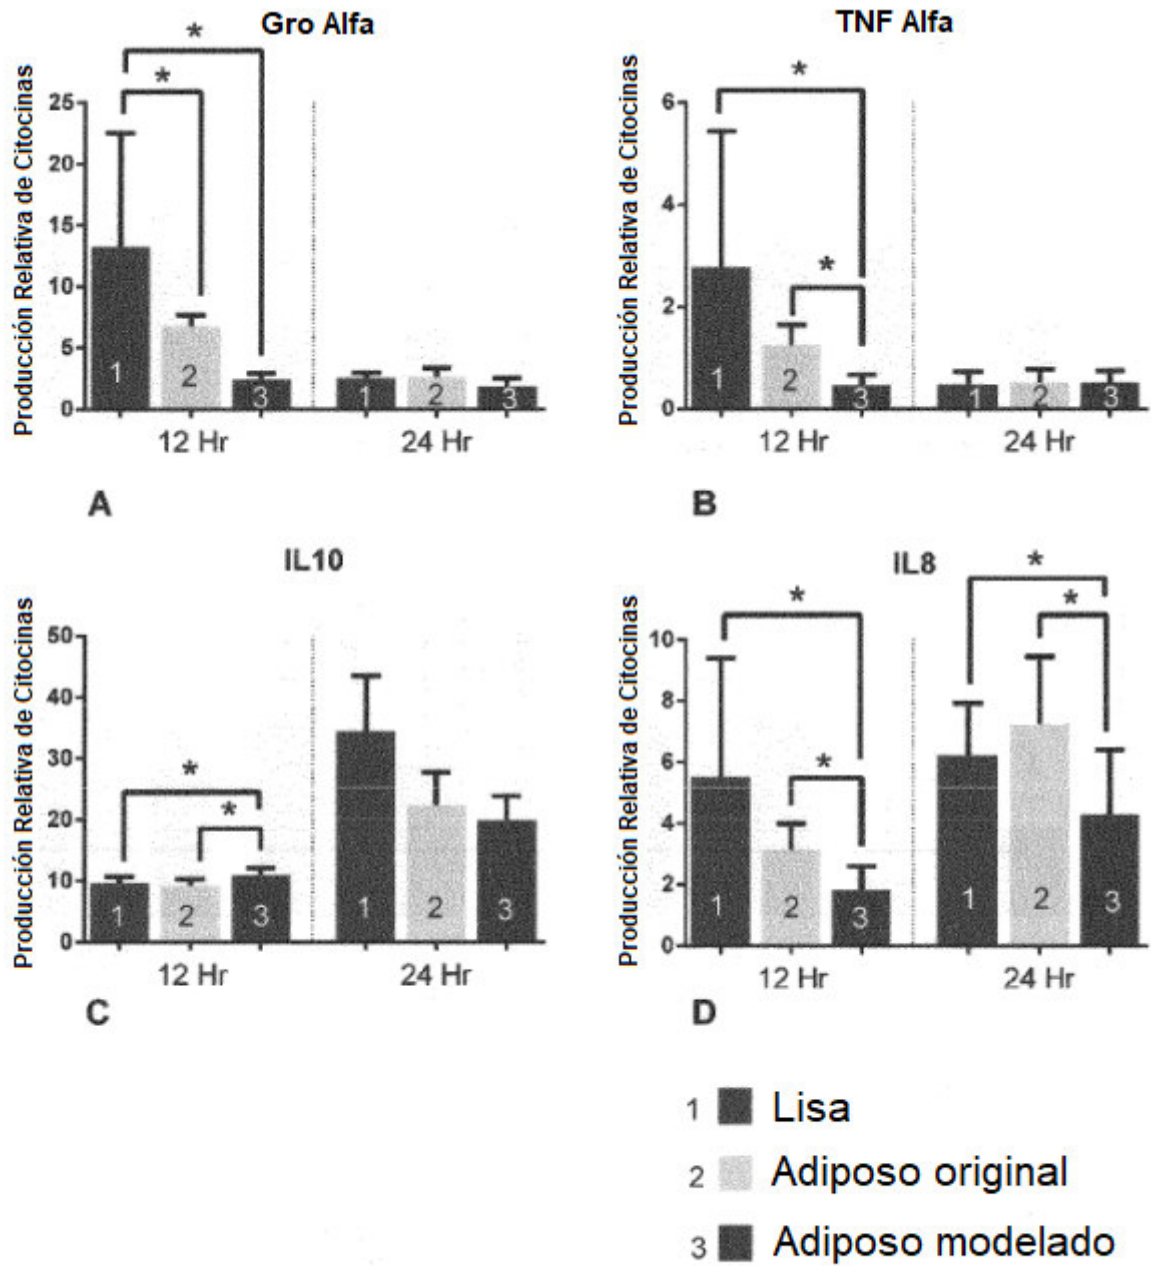 Gro Alfa
*
*
Producción Relativa de Citocinas
25
20
15
10
5
0
1
2
3
1
2
3
12 Hr
24 Hr
A
TNF Alfa
*
*
Producción Relativa de Citocinas
6
4
2
0
1
2
3
1
2
3
12 Hr
24 Hr
B
IL10
*
*
Producción Relativa de Citocinas
50
40
30
20
10
0
1
2
3
1
2
3
12 Hr
24 Hr
C
IL8
*
*
*
*
Producción Relativa de Citocinas
10
8
6
4
2
0
1
2
3
1
2
3
12 Hr
24 Hr
D
1 Lisa
2 Adiposo original
3 Adiposo modelado